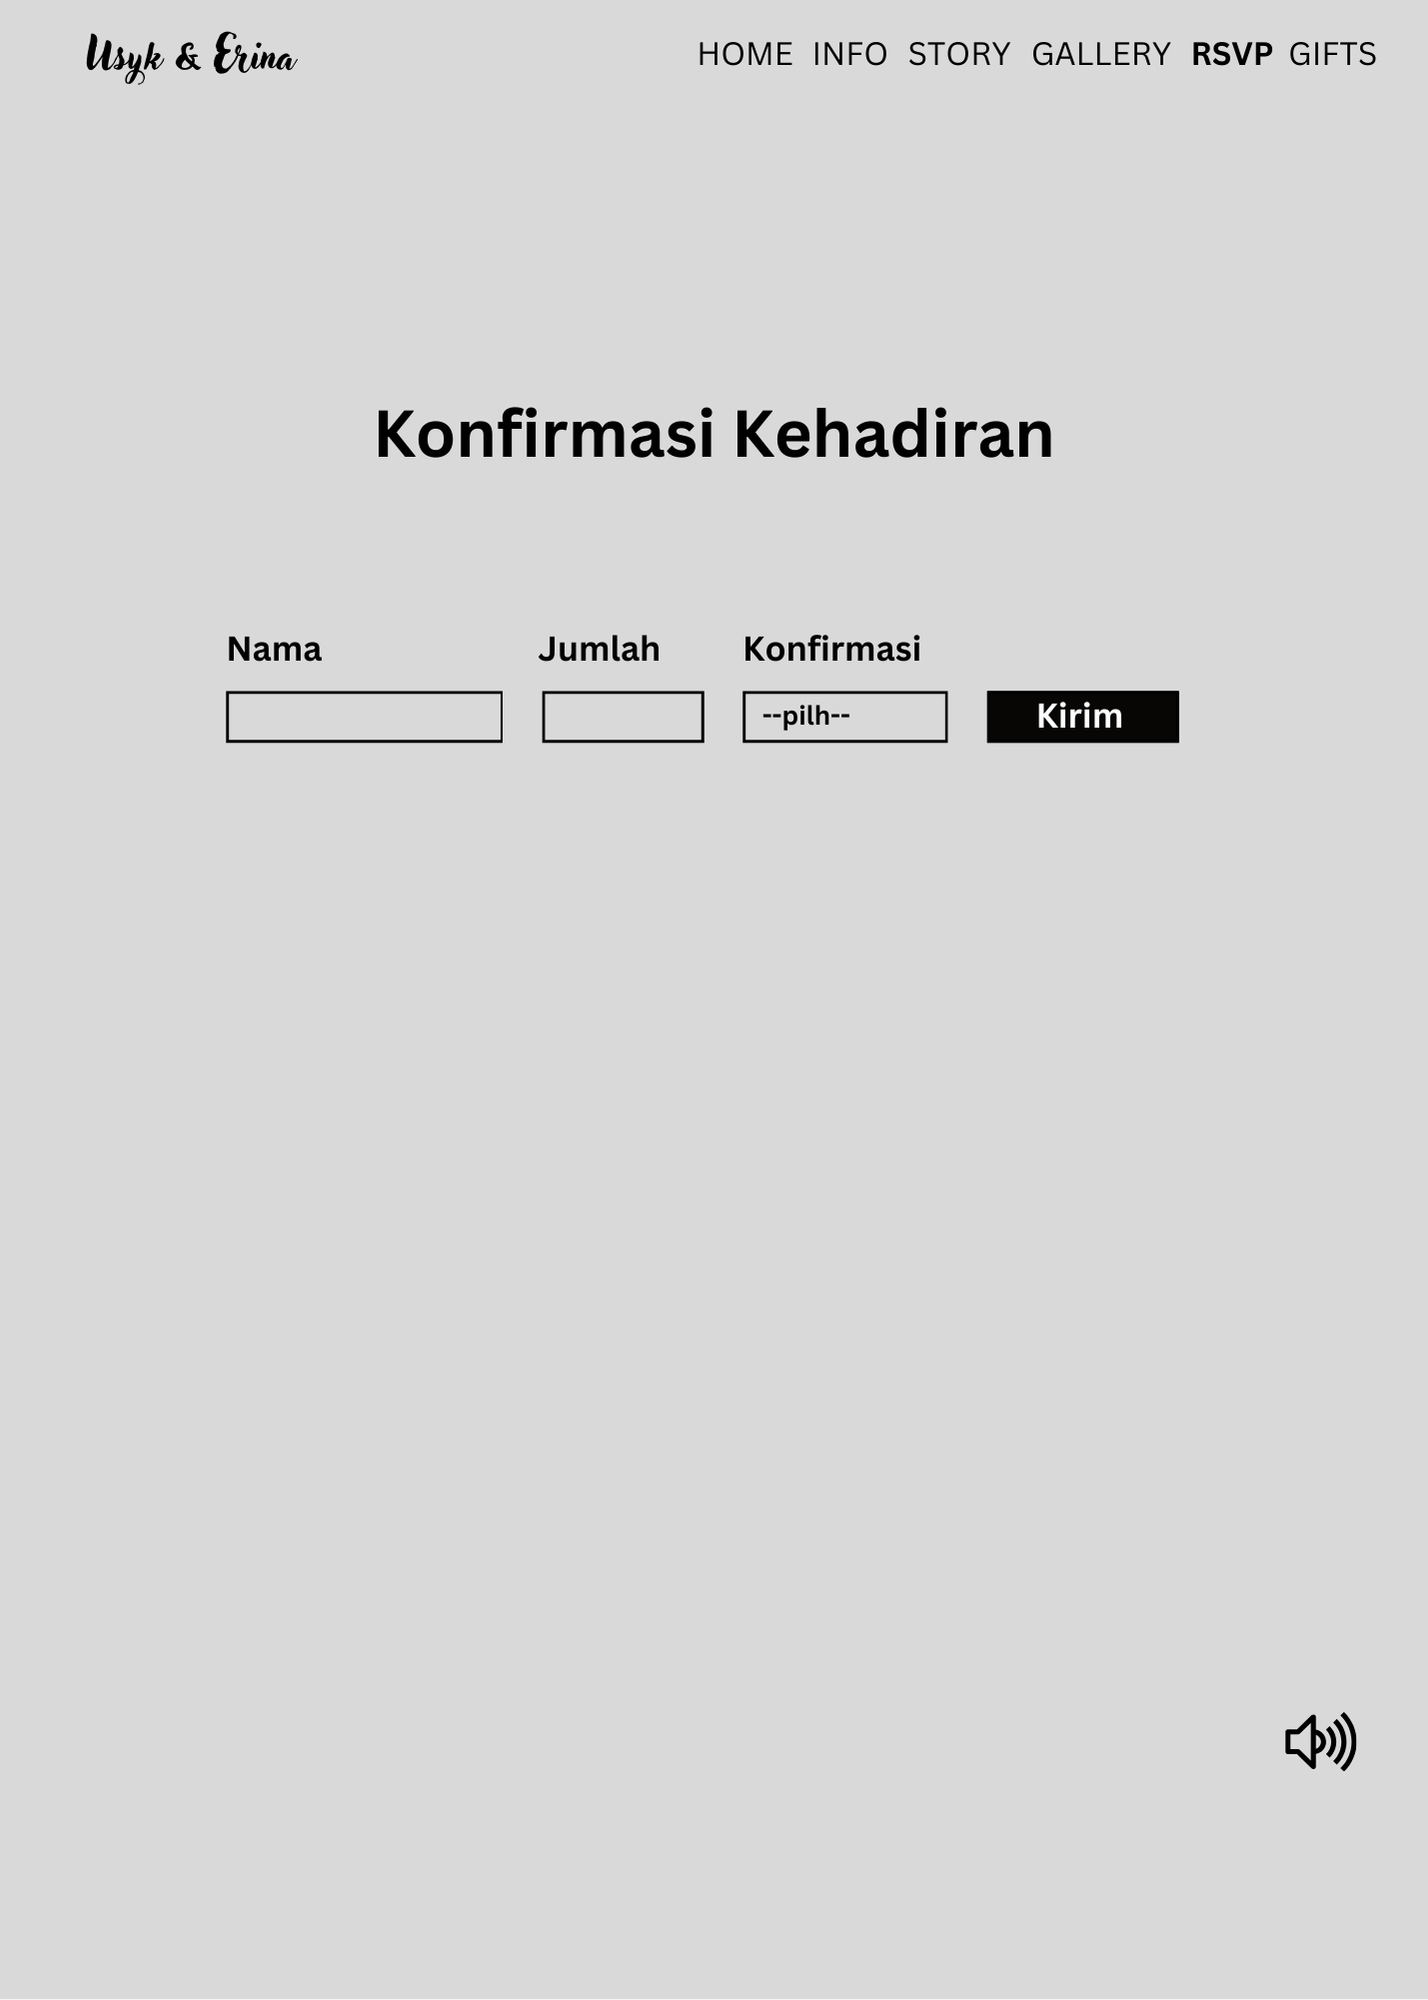 Usyk & Erina
HOME INFO STORY GALLERY RSVP GIFTS
Konfirmasi Kehadiran
Nama Jumlah Konfirmasi
--pilh-- Kirim